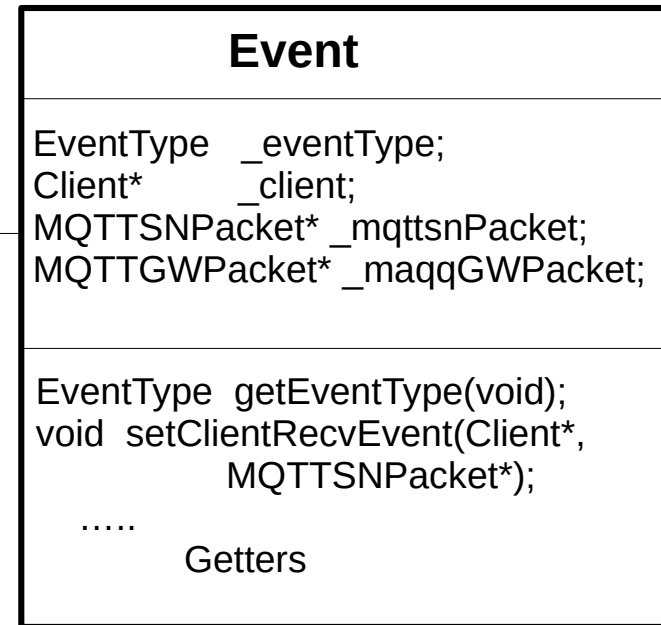 Event
EventType _eventType;
Client* _client;
MQTTSNPacket* _mqttsnPacket;
MQTTGWPacket* _maqqGWPacket;
EventType getEventType(void);
void setClientRecvEvent(Client*,
MQTTSNPacket*);
…..
Getters